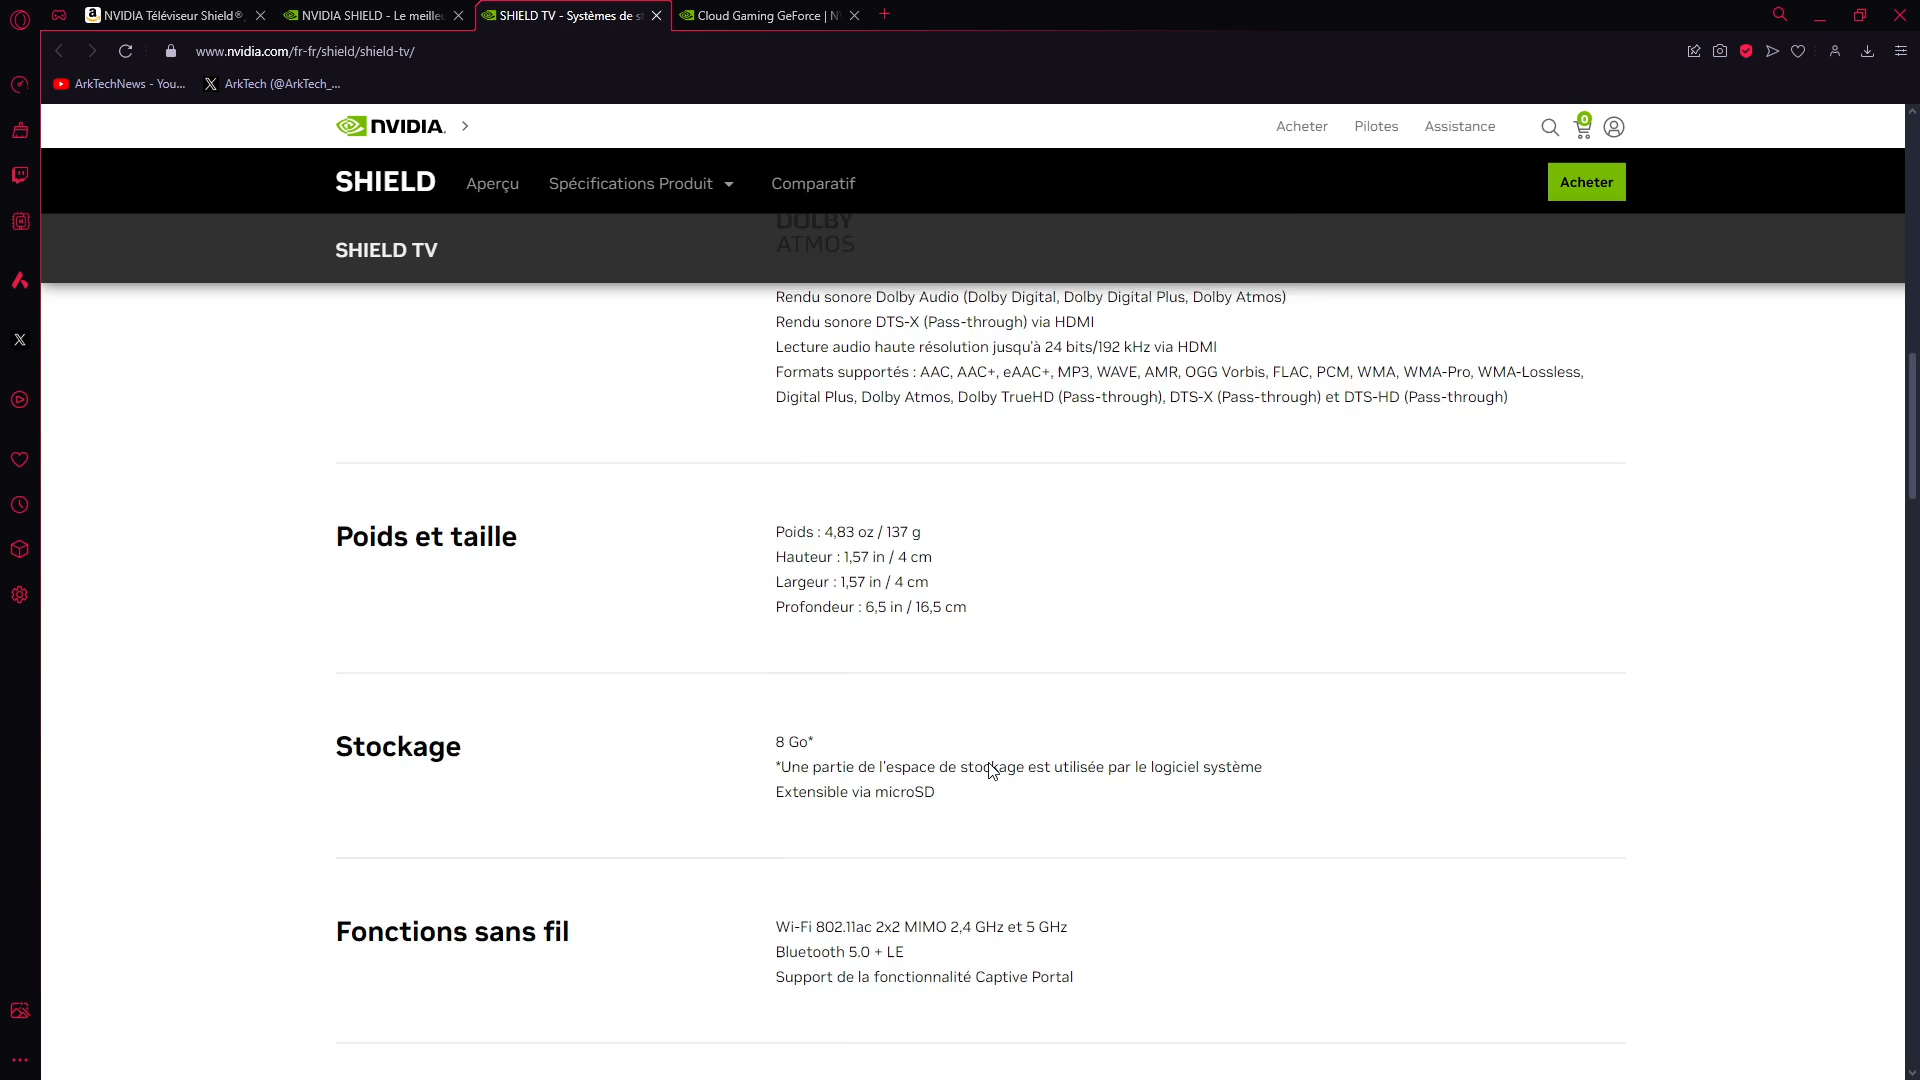 NVIDIA Téléviseur Shield®
NVIDIA SHIELD - Le meille
SHIELD TV - Systèmes de s
Cloud Gaming GeForce | N
www.nvidia.com/fr-fr/shield/shield-tv/
ArkTechNews - You...
ArkTech (@ArkTech_...
NVIDIA.
Acheter
Pilotes
Assistance
0
SHIELD
Aperçu
Spécifications Produit
Comparatif
Acheter
DOLBY
ATMOS
SHIELD TV
Rendu sonore Dolby Audio (Dolby Digital, Dolby Digital Plus, Dolby Atmos)
Rendu sonore DTS-X (Pass-through) via HDMI
Lecture audio haute résolution jusqu'à 24 bits/192 kHz via HDMI
Formats supportés : AAC, AAC+, eAAC+, MP3, WAVE, AMR, OGG Vorbis, FLAC, PCM, WMA, WMA-Pro, WMA-Lossless,
Digital Plus, Dolby Atmos, Dolby TrueHD (Pass-through), DTS-X (Pass-through) et DTS-HD (Pass-through)
Poids et taille
Poids : 4,83 oz / 137 g
Hauteur : 1,57 in / 4 cm
Largeur : 1,57 in / 4 cm
Profondeur : 6,5 in / 16,5 cm
Stockage
8 Go*
*Une partie de l'espace de stockage est utilisée par le logiciel système
Extensible via microSD
Fonctions sans fil
Wi-Fi 802.11ac 2x2 MIMO 2,4 GHz et 5 GHz
Bluetooth 5.0 + LE
Support de la fonctionnalité Captive Portal